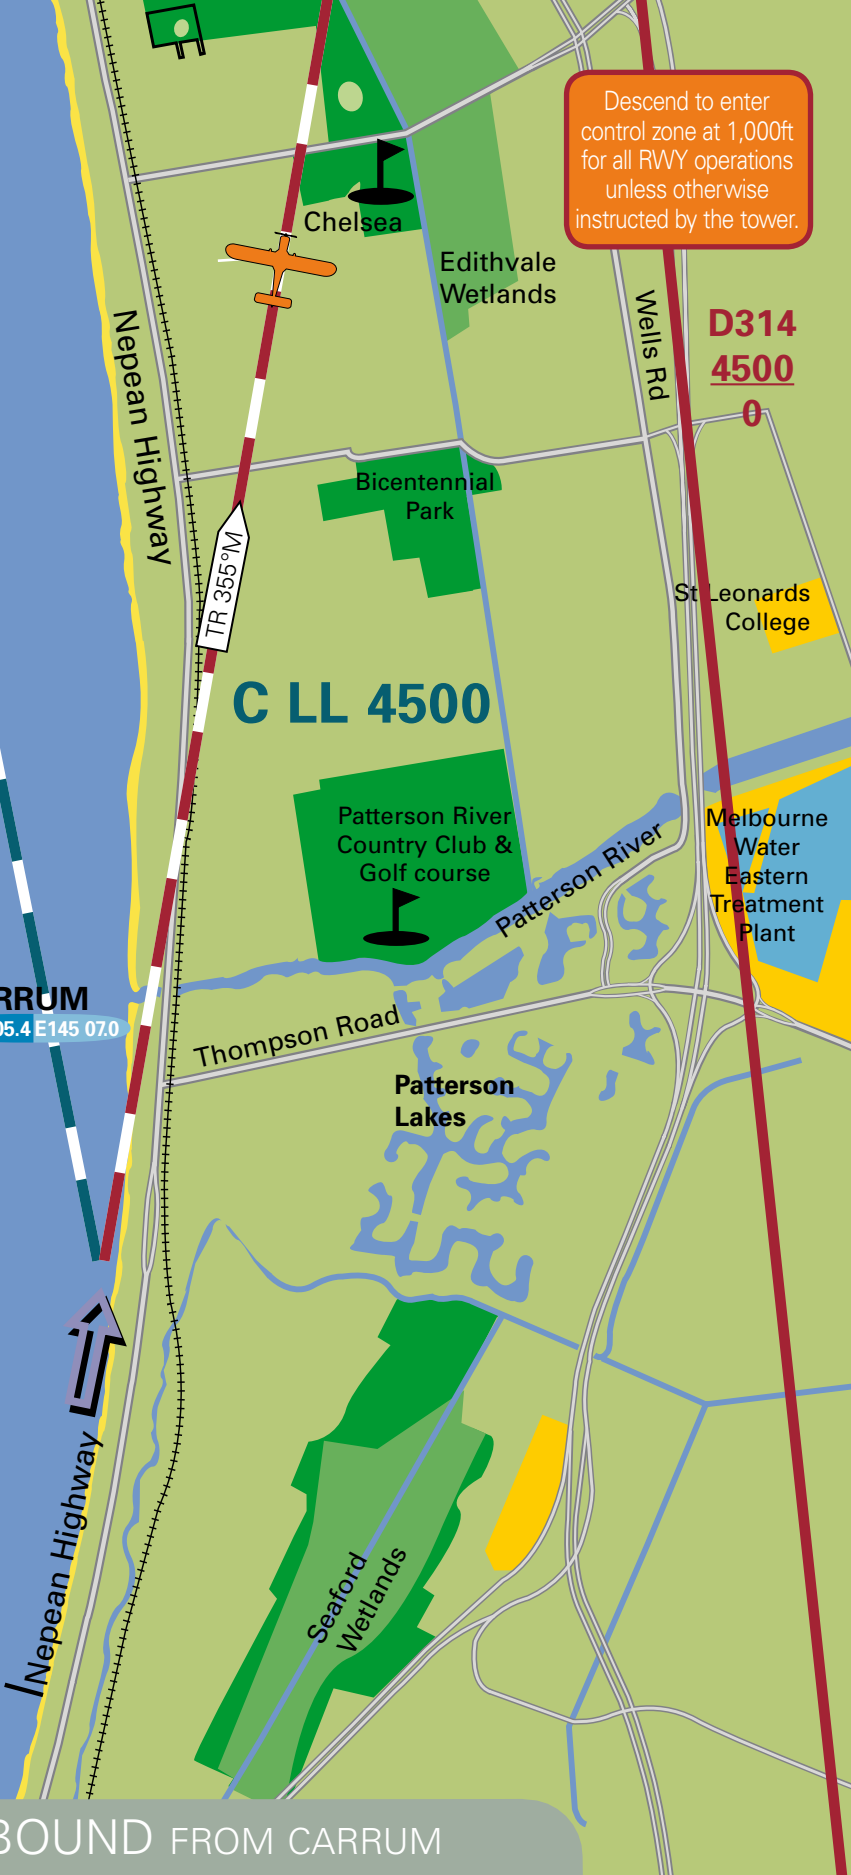 Descend to enter
control zone at 1,000ft
for all RWY operations
unless otherwise
instructed by the tower.
Chelsea
Edithvale
Wetlands
Wells Rd
D314
4500
0
Nepean Highway
Bicentennial
Park
TR 355°M
St Leonards
College
C LL 4500
Patterson River
Country Club &
Golf course
Patterson River
Melbourne
Water
Eastern
Treatment
Plant
RRUM
05.4 E145 07.0
Thompson Road
Patterson
Lakes
Nepean Highway
Seaford
Wetlands
BOUND FROM CARRUM